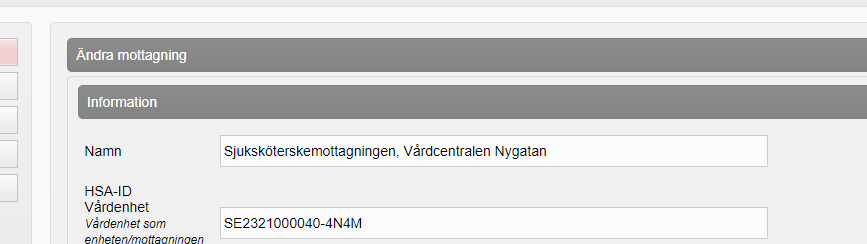 Ändra mottagning
Information
Namn
Sjuksköterskemottagningen, Vårdcentralen Nygatan
HSA-ID
Vårdenhet
Vårdenhet som
enheten/mottagningen
SE2321000040-4N4M